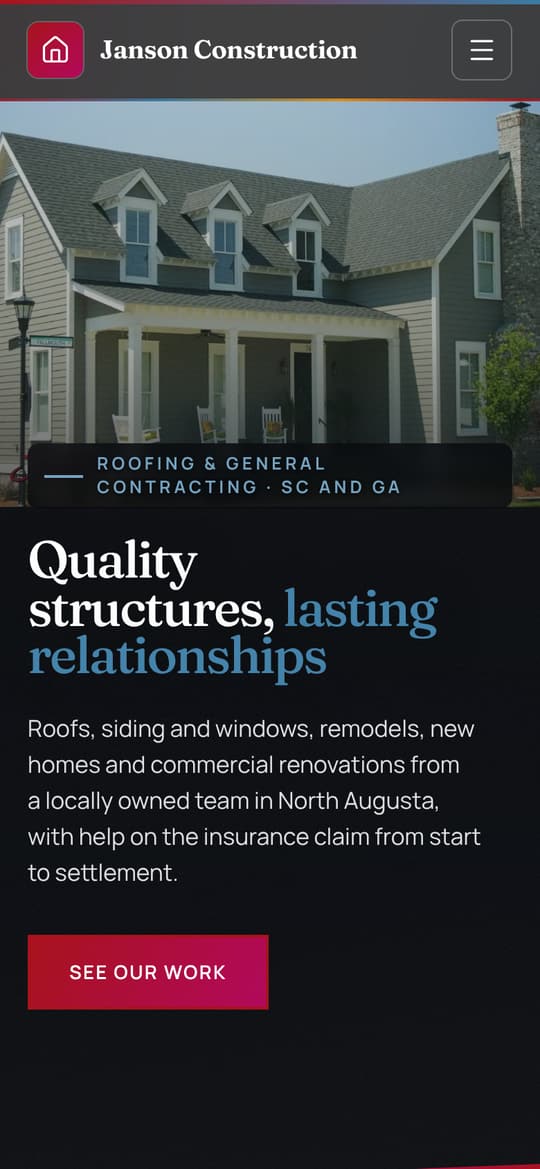 Janson Construction
ROOFING & GENERAL
CONTRACTING · SC AND GA
Quality
structures, lasting
relationships
Roofs, siding and windows, remodels, new
homes and commercial renovations from
a locally owned team in North Augusta,
with help on the insurance claim from start
to settlement.
SEE OUR WORK